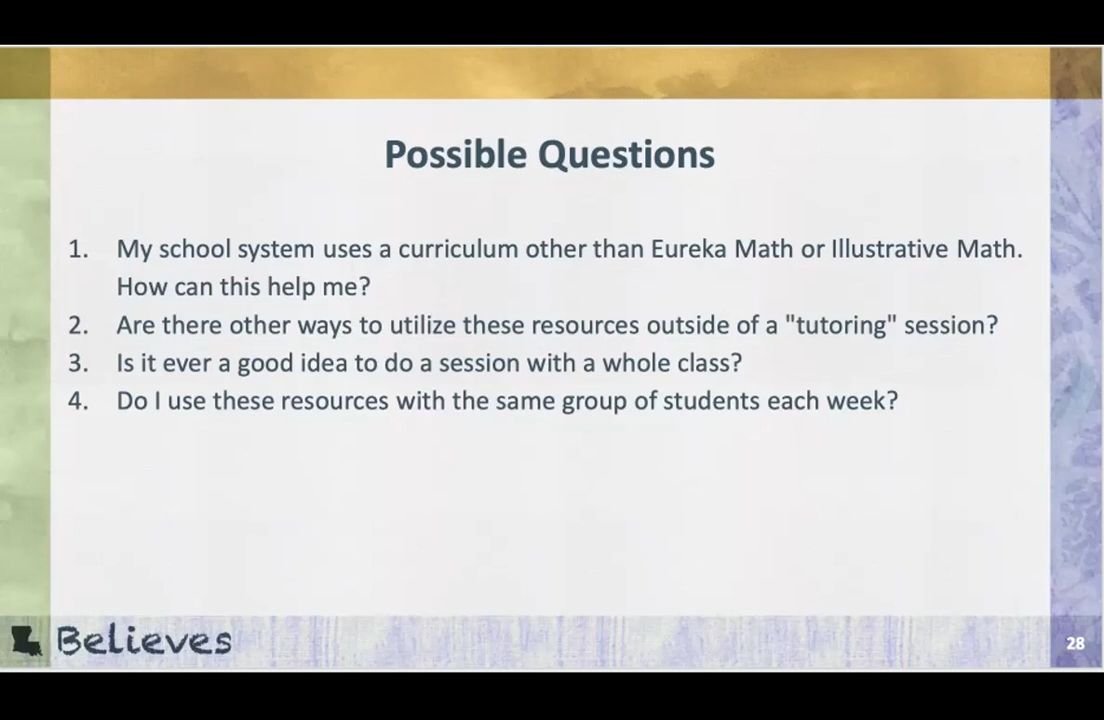 Possible Questions
1. My school system uses a curriculum other than Eureka Math or Illustrative Math.
How can this help me?
2. Are there other ways to utilize these resources outside of a "tutoring" session?
3. Is it ever a good idea to do a session with a whole class?
4. Do I use these resources with the same group of students each week?
Believes
28